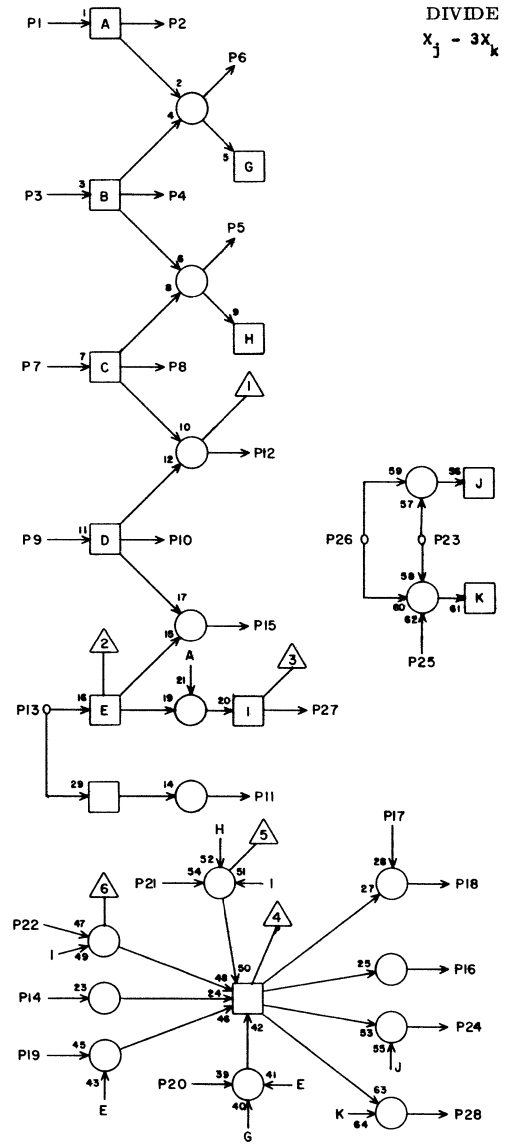 DIVIDE
Xj - 3Xk
P1 1 A P2
2 P6
4
5 G
P3 3 B P4
6 P5
8
9 H
P7 7 C P8
1
10
12 P12
P9 11 D P10
17
18 P15
2 A 3
21
P13 16 E 19 20 I P27
29 14 P11
59 56 J
57
P26 P23
58
60 61 K
62
P25
H 5 P17
52 28
6 P21 54 51 I 27 P18
P22 47 4
I 49
50
48 25 P16
P14 23 24
46 53 P24
P19 45 42 55
43 J
39 41 63
E P20 E K P28
40 64
G